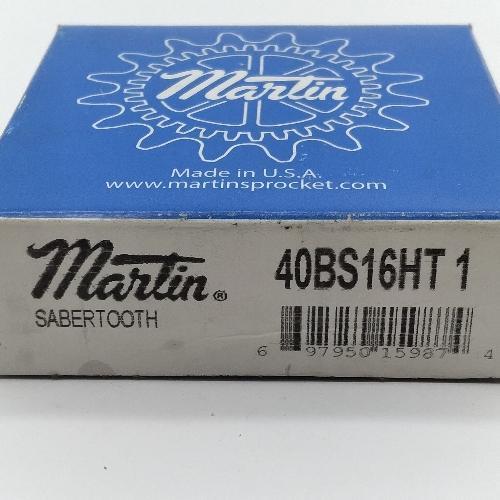 Martin
Made in U.S.A.
www.martinsprocket.com
Martin®
SABERTOOTH
40BS16HT 1
6 97950 15987 4